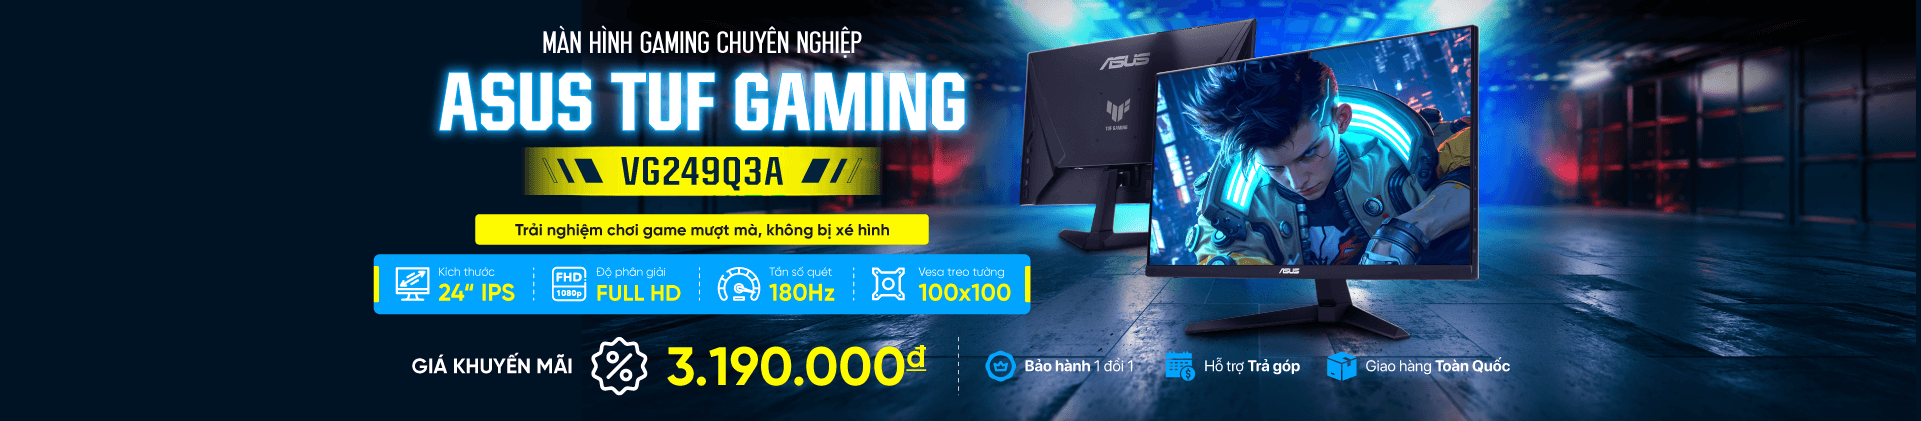 MÀN HÌNH GAMING CHUYÊN NGHIỆP
ASUS TUF GAMING
VG249Q3A
Trải nghiệm chơi game mượt mà, không bị xé hình
Kích thước
24“ IPS
FHD
1080p
Độ phân giải
FULL HD
Tần số quét
180Hz
Vesa treo tường
100x100
GIÁ KHUYẾN MÃI
%
3.190.000đ
Bảo hành 1 đổi 1
Hỗ trợ Trả góp
Giao hàng Toàn Quốc
ASUS
TUF GAMING
ASUS